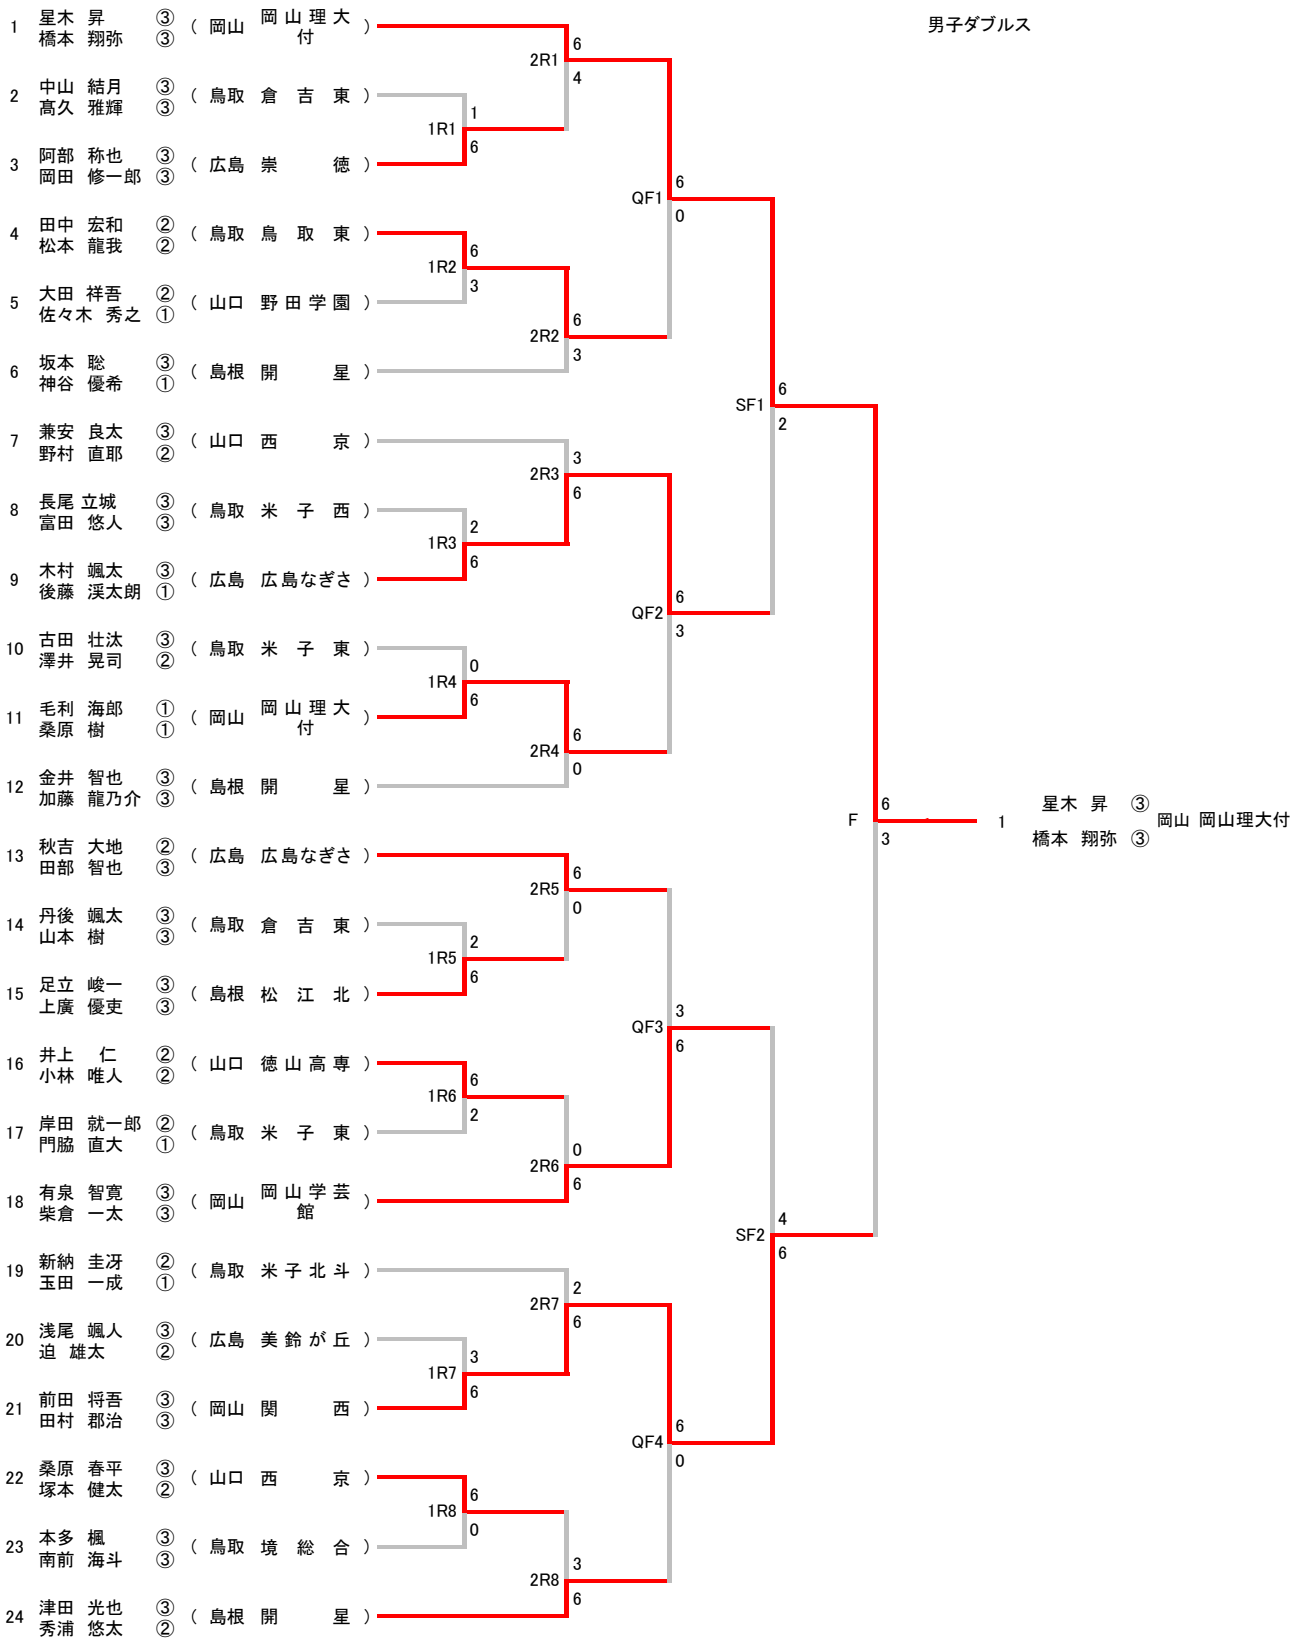 男子ダブルス
1 星木 昇 ③ ( 岡山 岡山理大付 )
橋本 翔弥 ③
2 中山 結月 ③ ( 鳥取 倉吉東 )
髙久 雅輝 ③
3 阿部 称也 ③ ( 広島 崇徳 )
岡田 修一郎 ③
4 田中 宏和 ② ( 鳥取 鳥取東 )
松本 龍我 ②
5 大田 祥吾 ② ( 山口 野田学園 )
佐々木 秀之 ①
6 坂本 聡 ③ ( 島根 開星 )
神谷 優希 ①
7 兼安 良太 ③ ( 山口 西京 )
野村 直耶 ②
8 長尾 立城 ③ ( 鳥取 米子西 )
富田 悠人 ③
9 木村 颯太 ③ ( 広島 広島なぎさ )
後藤 渓太朗 ①
10 古田 壮汰 ③ ( 鳥取 米子東 )
澤井 晃司 ②
11 毛利 海郎 ① ( 岡山 岡山理大付 )
桑原 樹 ①
12 金井 智也 ③ ( 島根 開星 )
加藤 龍乃介 ③
13 秋吉 大地 ② ( 広島 広島なぎさ )
田部 智也 ③
14 丹後 颯太 ③ ( 鳥取 倉吉東 )
山本 樹 ③
15 足立 峻一 ③ ( 島根 松江北 )
上廣 優吏 ③
16 井上 仁 ② ( 山口 徳山高専 )
小林 唯人 ②
17 岸田 就一郎 ② ( 鳥取 米子東 )
門脇 直大 ①
18 有泉 智寛 ③ ( 岡山 岡山学芸館 )
柴倉 一太 ③
19 新納 圭冴 ② ( 鳥取 米子北斗 )
玉田 一成 ①
20 浅尾 颯人 ③ ( 広島 美鈴が丘 )
迫 雄太 ②
21 前田 将吾 ③ ( 岡山 関西 )
田村 郡治 ③
22 桑原 春平 ③ ( 山口 西京 )
塚本 健太 ②
23 本多 楓 ③ ( 鳥取 境総合 )
南前 海斗 ③
24 津田 光也 ③ ( 島根 開星 )
秀浦 悠太 ②
1R1 1 6
1R2 6 3
1R3 2 6
1R4 0 6
1R5 2 6
1R6 6 2
1R7 3 6
1R8 6 0
2R1 6 4
2R2 6 3
2R3 3 6
2R4 6 0
2R5 6 0
2R6 0 6
2R7 2 6
2R8 3 6
QF1 6 0
QF2 6 3
QF3 3 6
QF4 6 0
SF1 6 2
SF2 4 6
F 6 3
1 星木 昇 ③ 岡山 岡山理大付
橋本 翔弥 ③